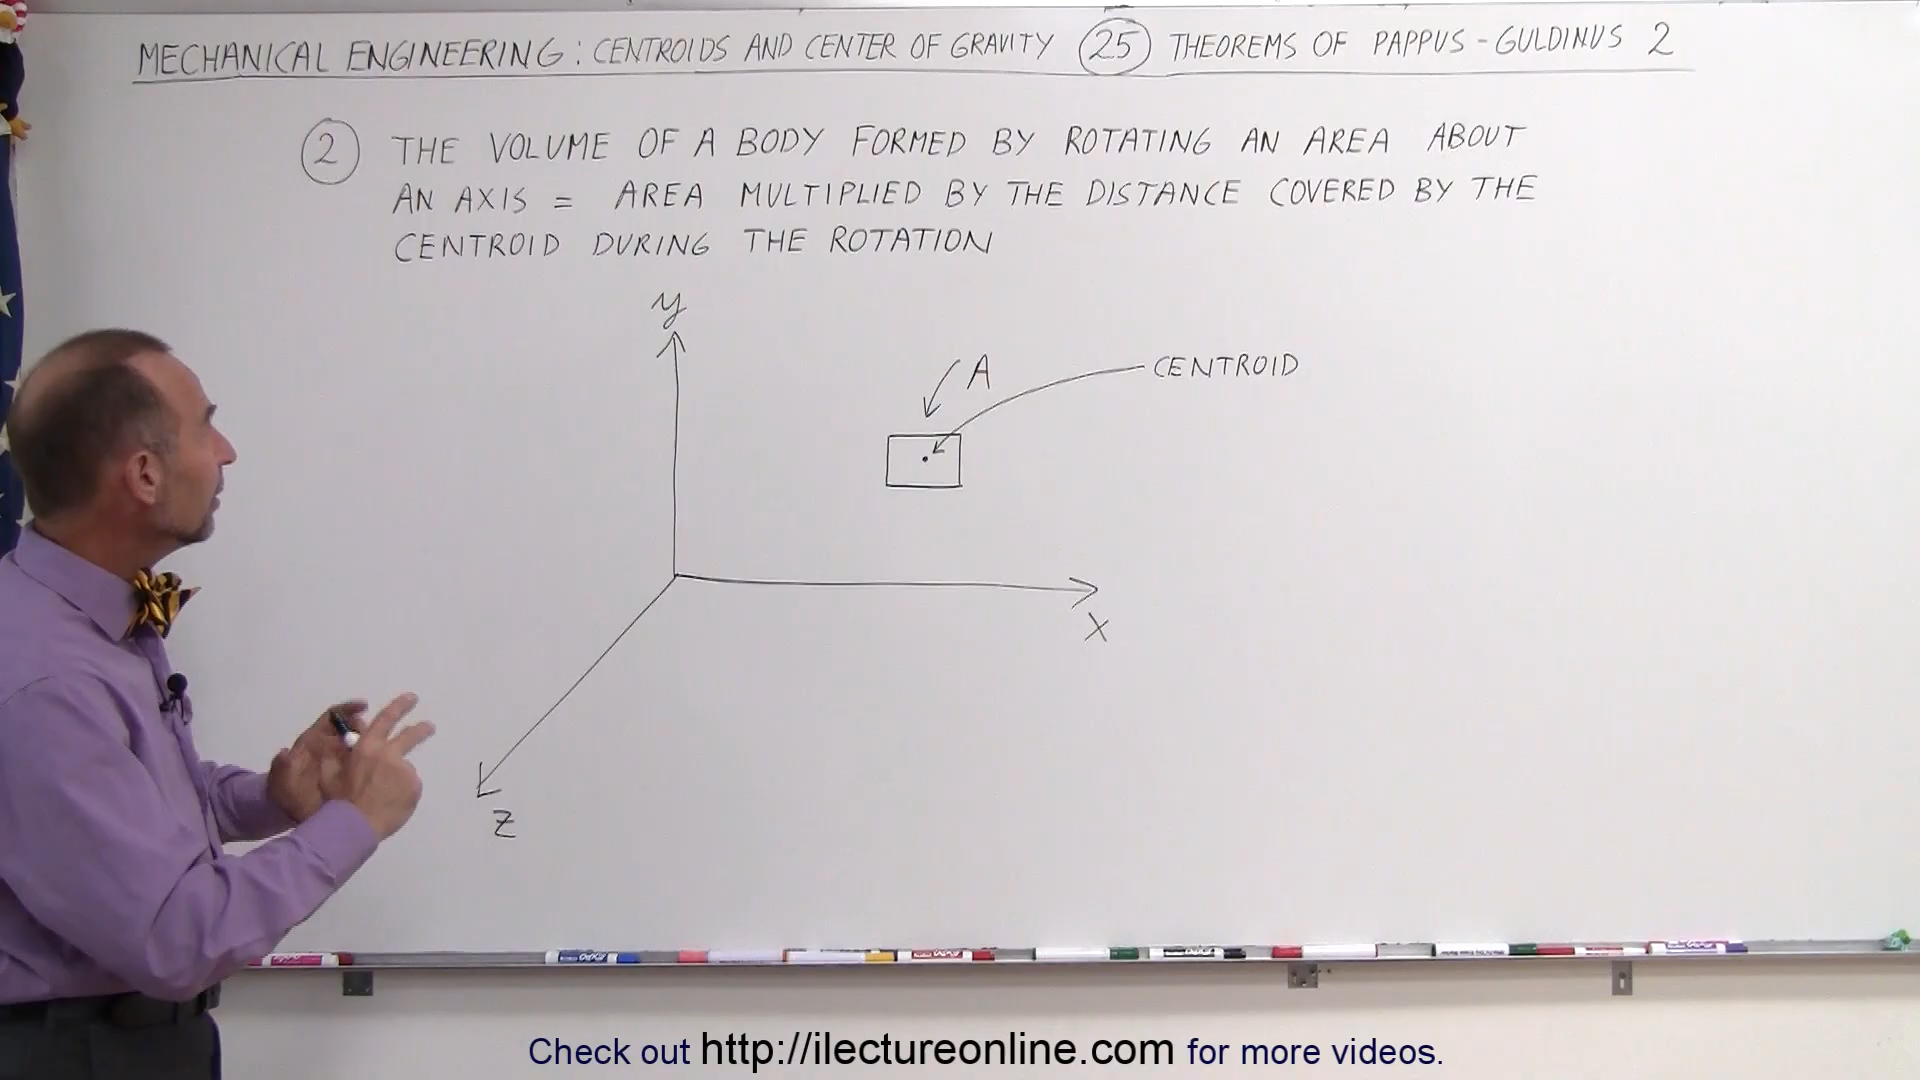 MECHANICAL ENGINEERING: CENTROIDS AND CENTER OF GRAVITY 25 THEOREMS OF PAPPUS-GULDINUS 2
2 THE VOLUME OF A BODY FORMED BY ROTATING AN AREA ABOUT
AN AXIS = AREA MULTIPLIED BY THE DISTANCE COVERED BY THE
CENTROID DURING THE ROTATION
y
A
CENTROID
X
Z
Check out http://ilectureonline.com for more videos.